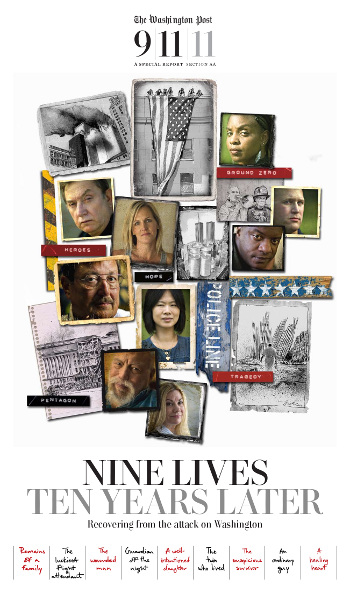 The Washington Post
9 11 11
A SPECIAL REPORT SECTION AA
GROUND ZERO
HEROES
HOPE
POLICE LINE
TRAGEDY
PENTAGON
NINE LIVES
TEN YEARS LATER
Recovering from the attack on Washington
Remains of a family
The luckiest flight attendant
The wounded man
Guardian of the night
A well-intentioned daughter
The two who lived
The suspicious survivor
An ordinary guy
A healing heart